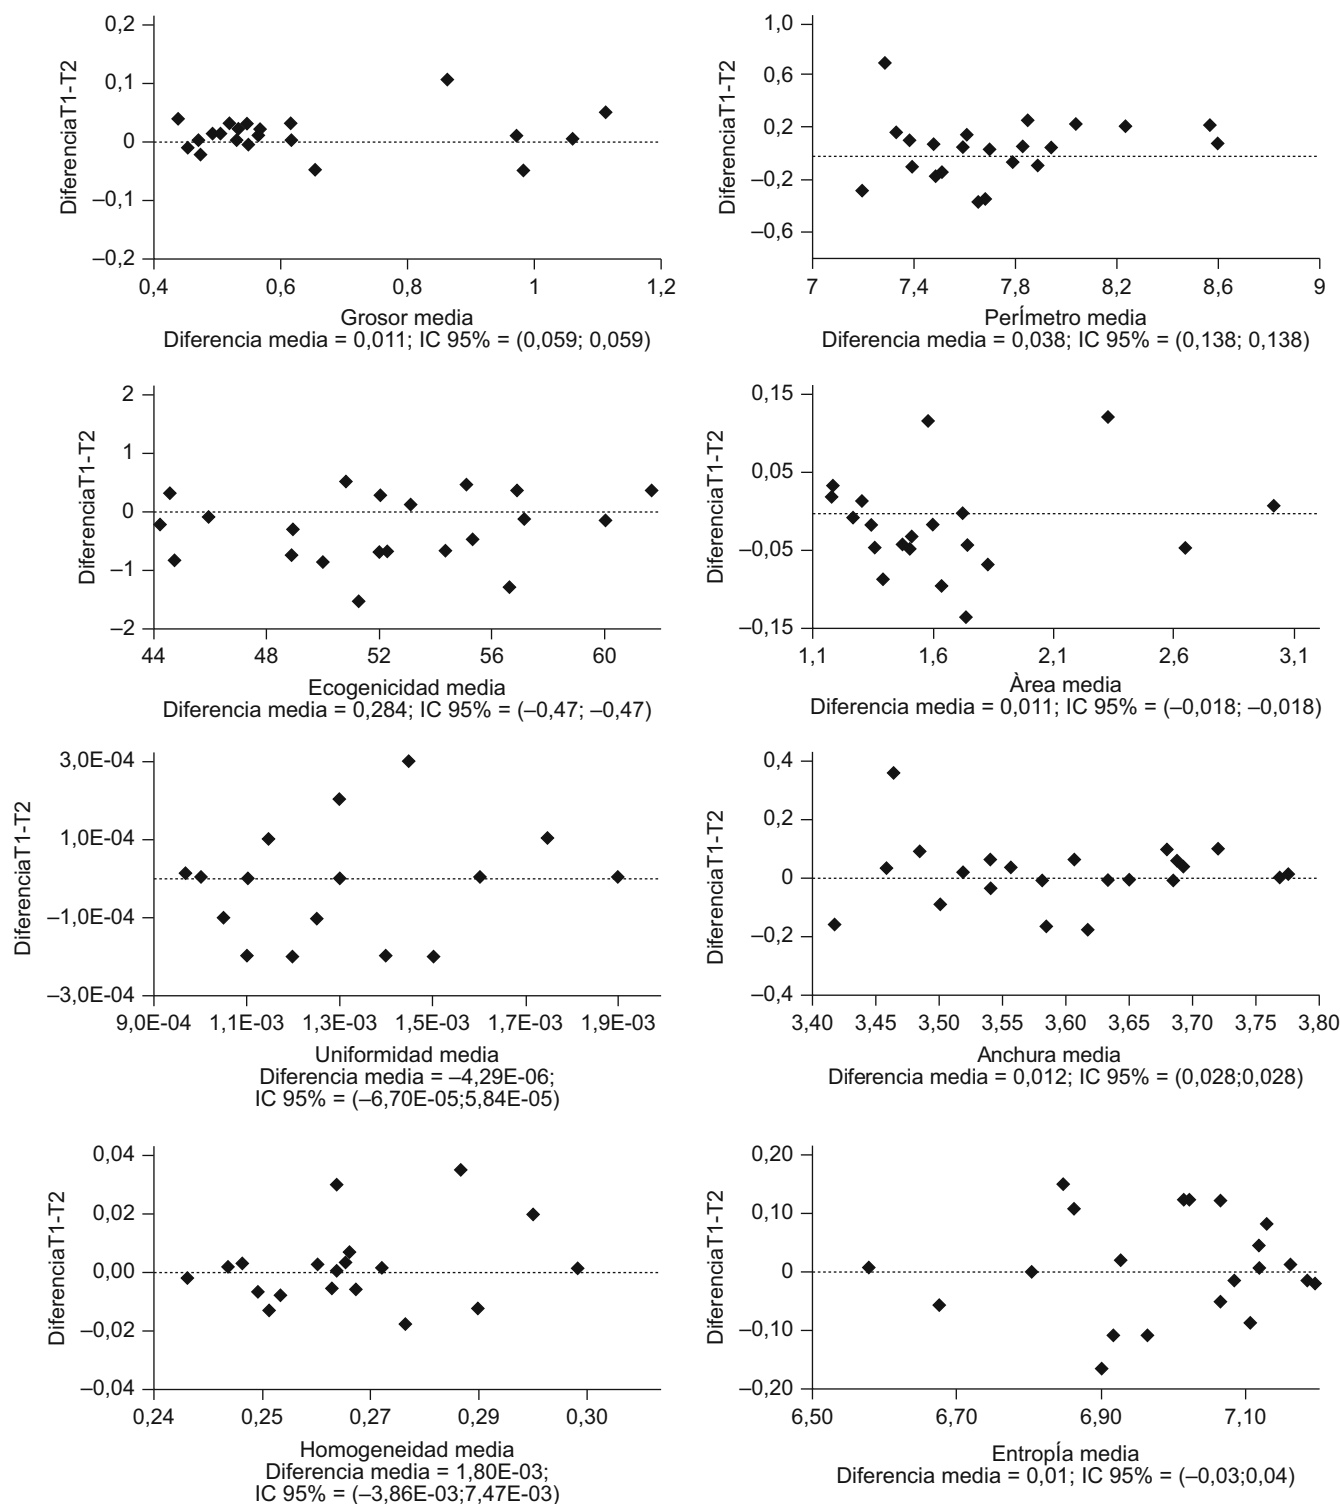 0,2
0,1
0
–0,1
–0,2
DiferenciaT1-T2
0,4 0,6 0,8 1 1,2
Grosor media
Diferencia media = 0,011; IC 95% = (0,059; 0,059)
1,0
0,6
0,2
–0,2
–0,6
DiferenciaT1-T2
7 7,4 7,8 8,2 8,6 9
PerÍmetro media
Diferencia media = 0,038; IC 95% = (0,138; 0,138)
2
1
0
–1
–2
DiferenciaT1-T2
44 48 52 56 60
Ecogenicidad media
Diferencia media = 0,284; IC 95% = (–0,47; –0,47)
0,15
0,05
–0,05
–0,15
DiferenciaT1-T2
1,1 1,6 2,1 2,6 3,1
Àrea media
Diferencia media = 0,011; IC 95% = (–0,018; –0,018)
3,0E-04
1,0E-04
–1,0E-04
–3,0E-04
DiferenciaT1-T2
9,0E-04 1,1E-03 1,3E-03 1,5E-03 1,7E-03 1,9E-03
Uniformidad media
Diferencia media = –4,29E-06;
IC 95% = (–6,70E-05;5,84E-05)
0,4
0,2
0
–0,2
–0,4
DiferenciaT1-T2
3,40 3,45 3,50 3,55 3,60 3,65 3,70 3,75 3,80
Anchura media
Diferencia media = 0,012; IC 95% = (0,028;0,028)
0,04
0,02
0,00
–0,02
–0,04
DiferenciaT1-T2
0,24 0,25 0,27 0,29 0,30
Homogeneidad media
Diferencia media = 1,80E-03;
IC 95% = (–3,86E-03;7,47E-03)
0,20
0,10
0
–0,10
–0,20
DiferenciaT1-T2
6,50 6,70 6,90 7,10
EntropÍa media
Diferencia media = 0,01; IC 95% = (–0,03;0,04)